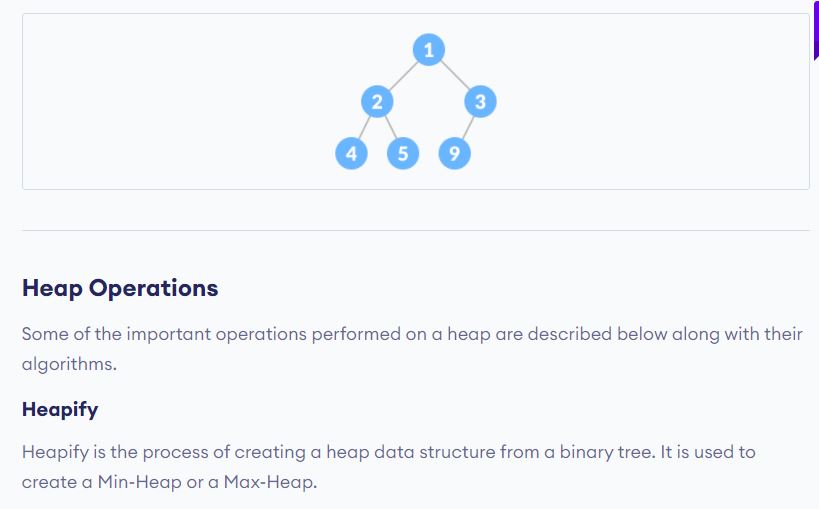 1
2 3
4 5 9
Heap Operations
Some of the important operations performed on a heap are described below along with their
algorithms.
Heapify
Heapify is the process of creating a heap data structure from a binary tree. It is used to
create a Min-Heap or a Max-Heap.